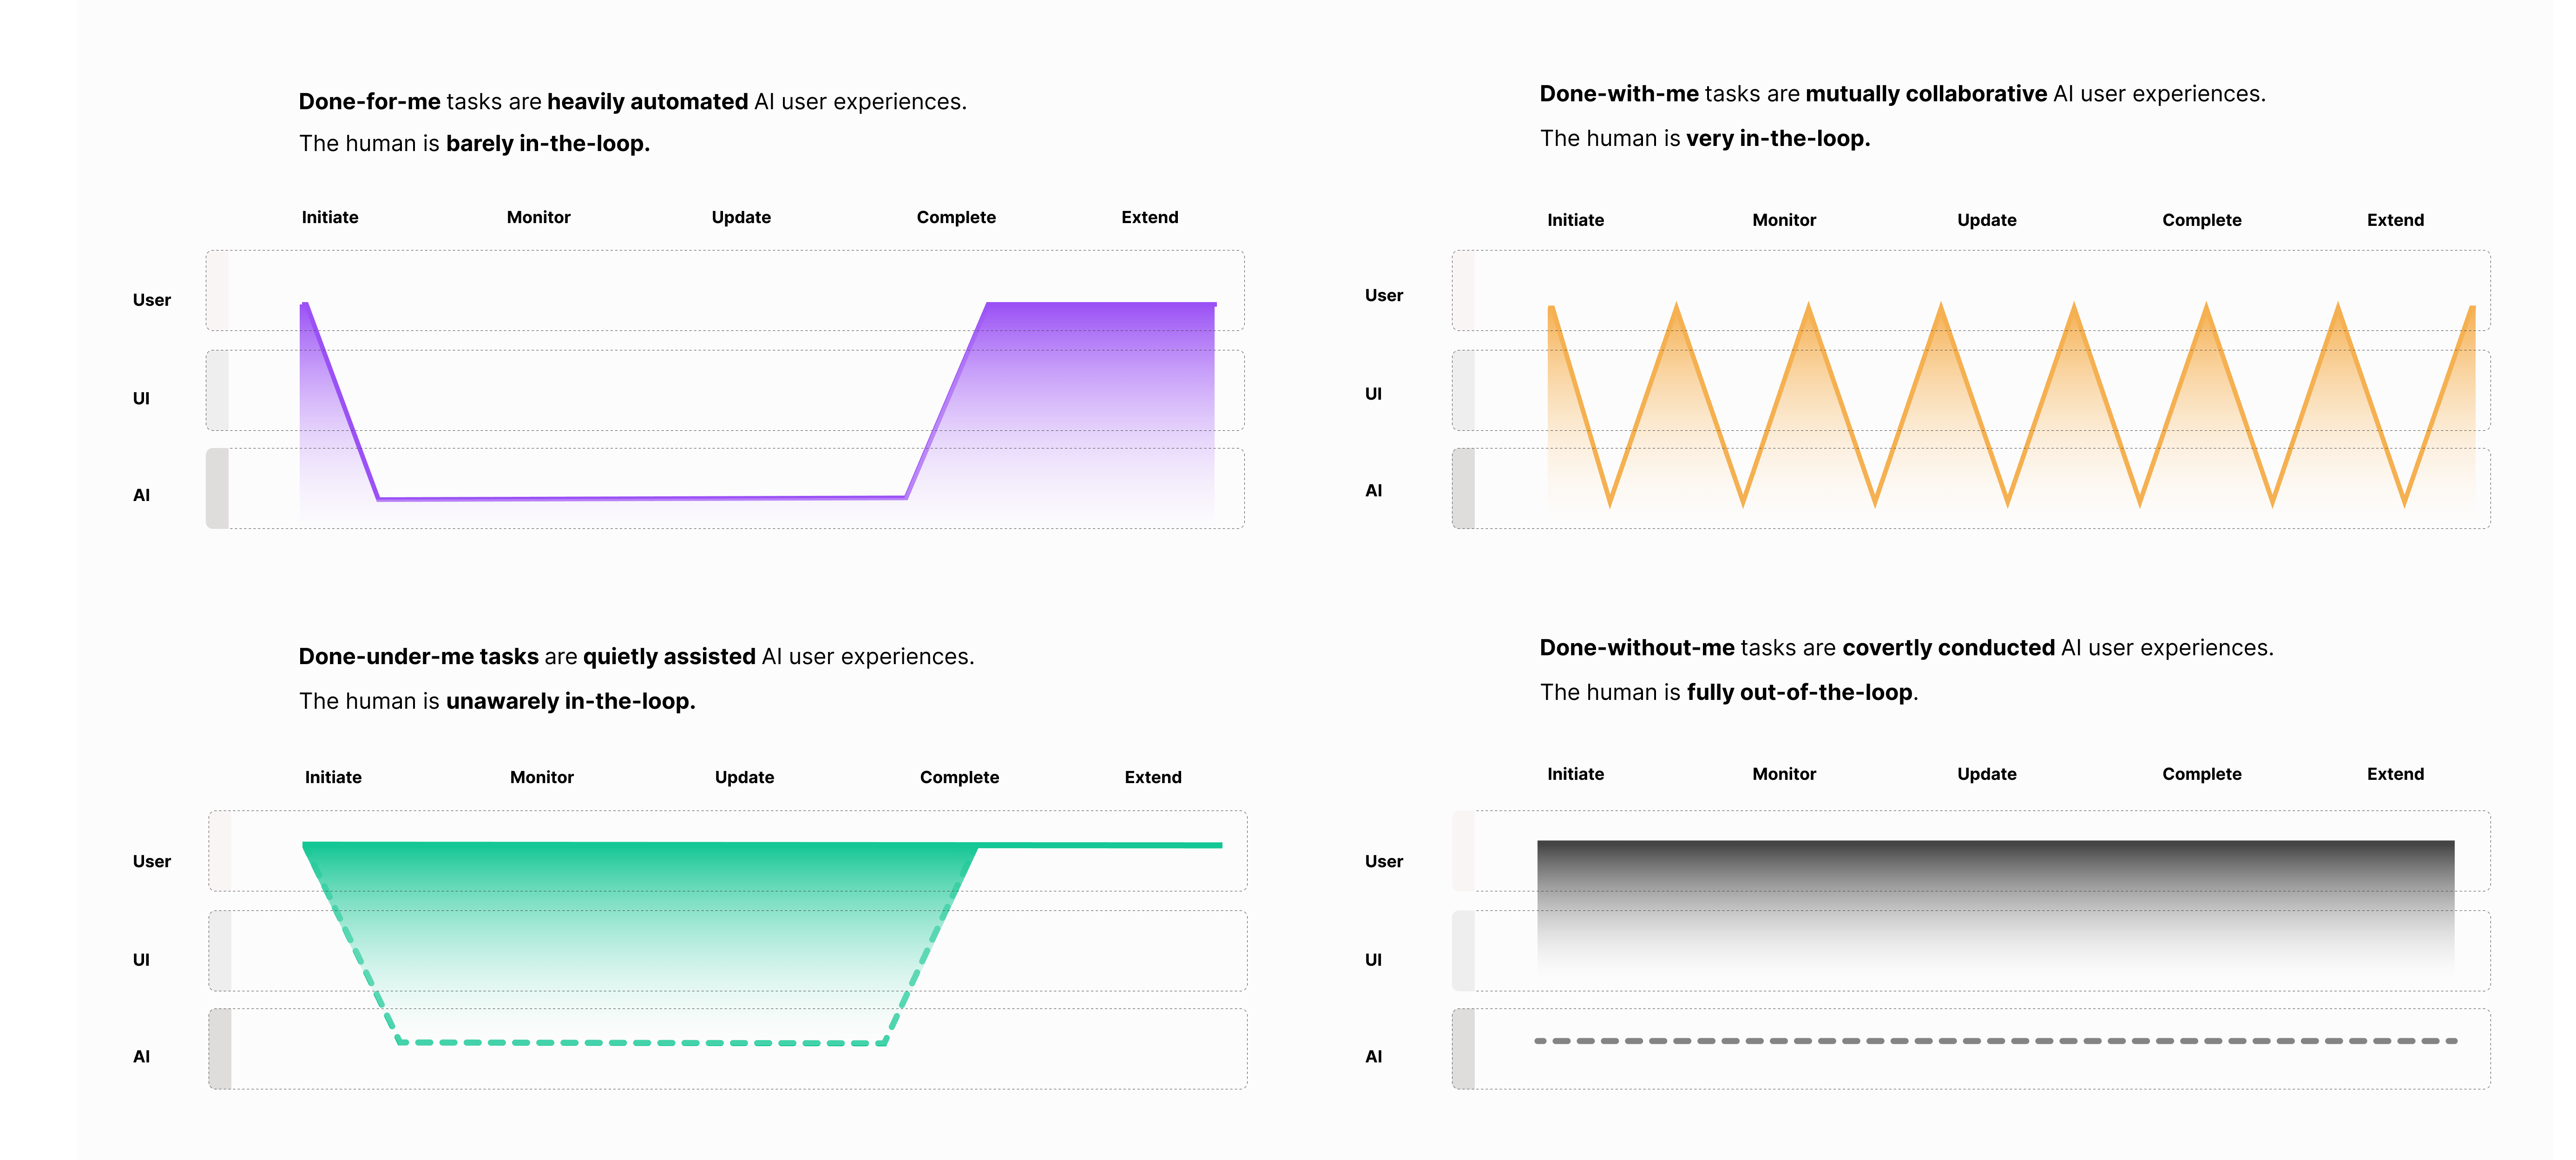 Done-for-me tasks are heavily automated AI user experiences.
The human is barely in-the-loop.
Initiate Monitor Update Complete Extend
User
UI
AI
Done-with-me tasks are mutually collaborative AI user experiences.
The human is very in-the-loop.
Initiate Monitor Update Complete Extend
User
UI
AI
Done-under-me tasks are quietly assisted AI user experiences.
The human is unawarely in-the-loop.
Initiate Monitor Update Complete Extend
User
UI
AI
Done-without-me tasks are covertly conducted AI user experiences.
The human is fully out-of-the-loop.
Initiate Monitor Update Complete Extend
User
UI
AI